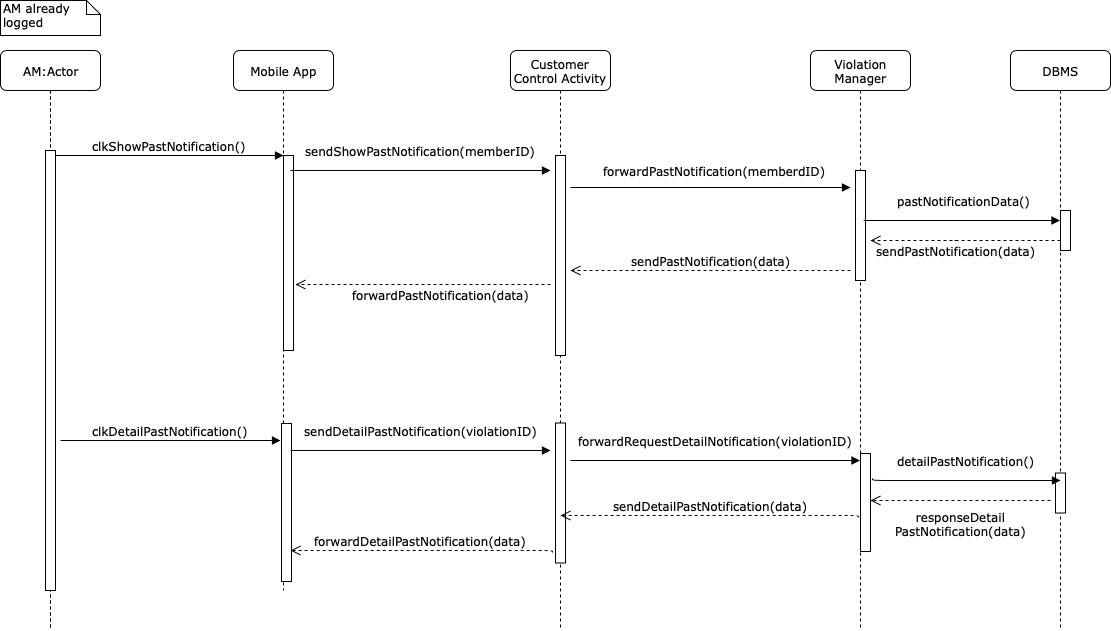 AM already
logged
AM:Actor
Mobile App
Customer
Control Activity
Violation
Manager
DBMS
clkShowPastNotification()
sendShowPastNotification(memberID)
forwardPastNotification(memberdID)
pastNotificationData()
sendPastNotification(data)
sendPastNotification(data)
forwardPastNotification(data)
clkDetailPastNotification()
sendDetailPastNotification(violationID)
forwardRequestDetailNotification(violationID)
detailPastNotification()
sendDetailPastNotification(data)
responseDetail
PastNotification(data)
forwardDetailPastNotification(data)